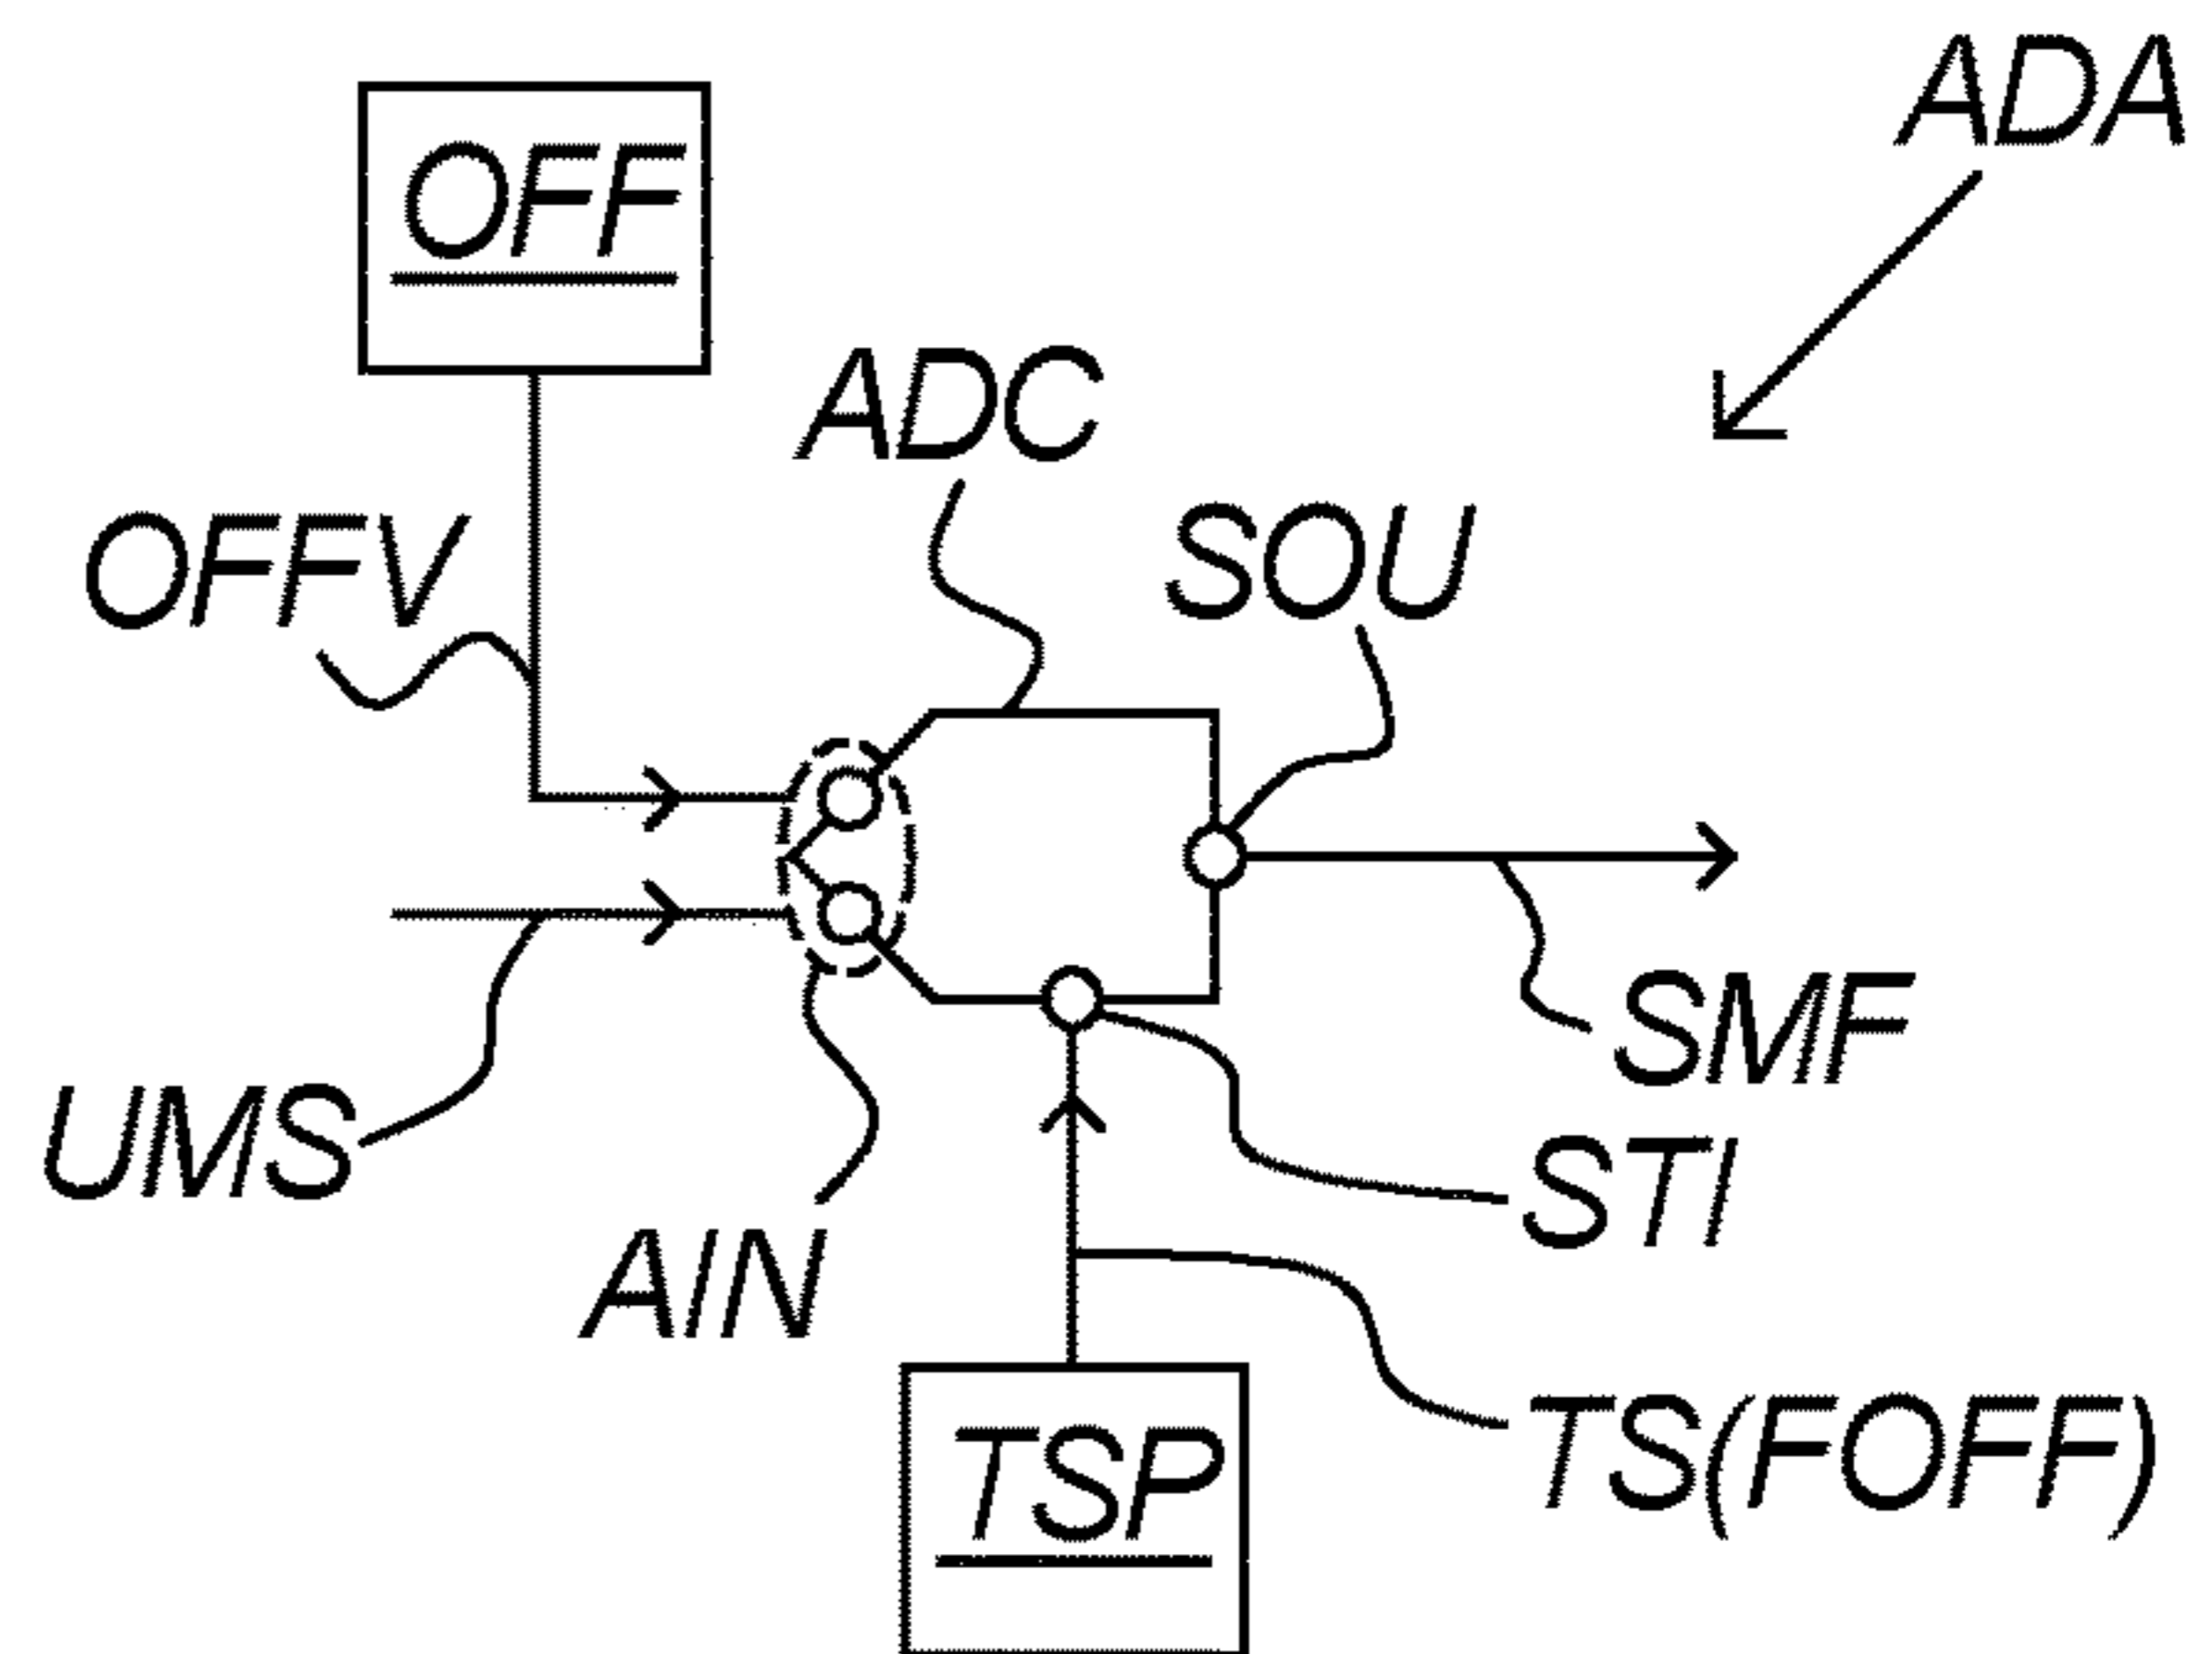 ADA
OFF
ADC
OFFV
SOU
SMF
UMS
STI
AIN
TS(FOFF)
TSP